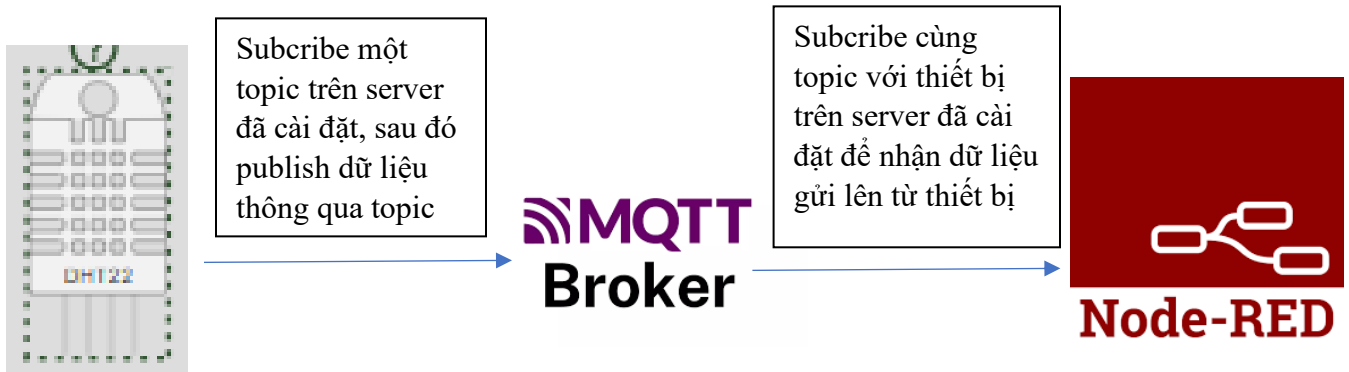 ?
DHT22
Subcribe một
topic trên server
đã cài đặt, sau đó
publish dữ liệu
thông qua topic
MQTT
Broker
Subcribe cùng
topic với thiết bị
trên server đã cài
đặt để nhận dữ liệu
gửi lên từ thiết bị
Node-RED